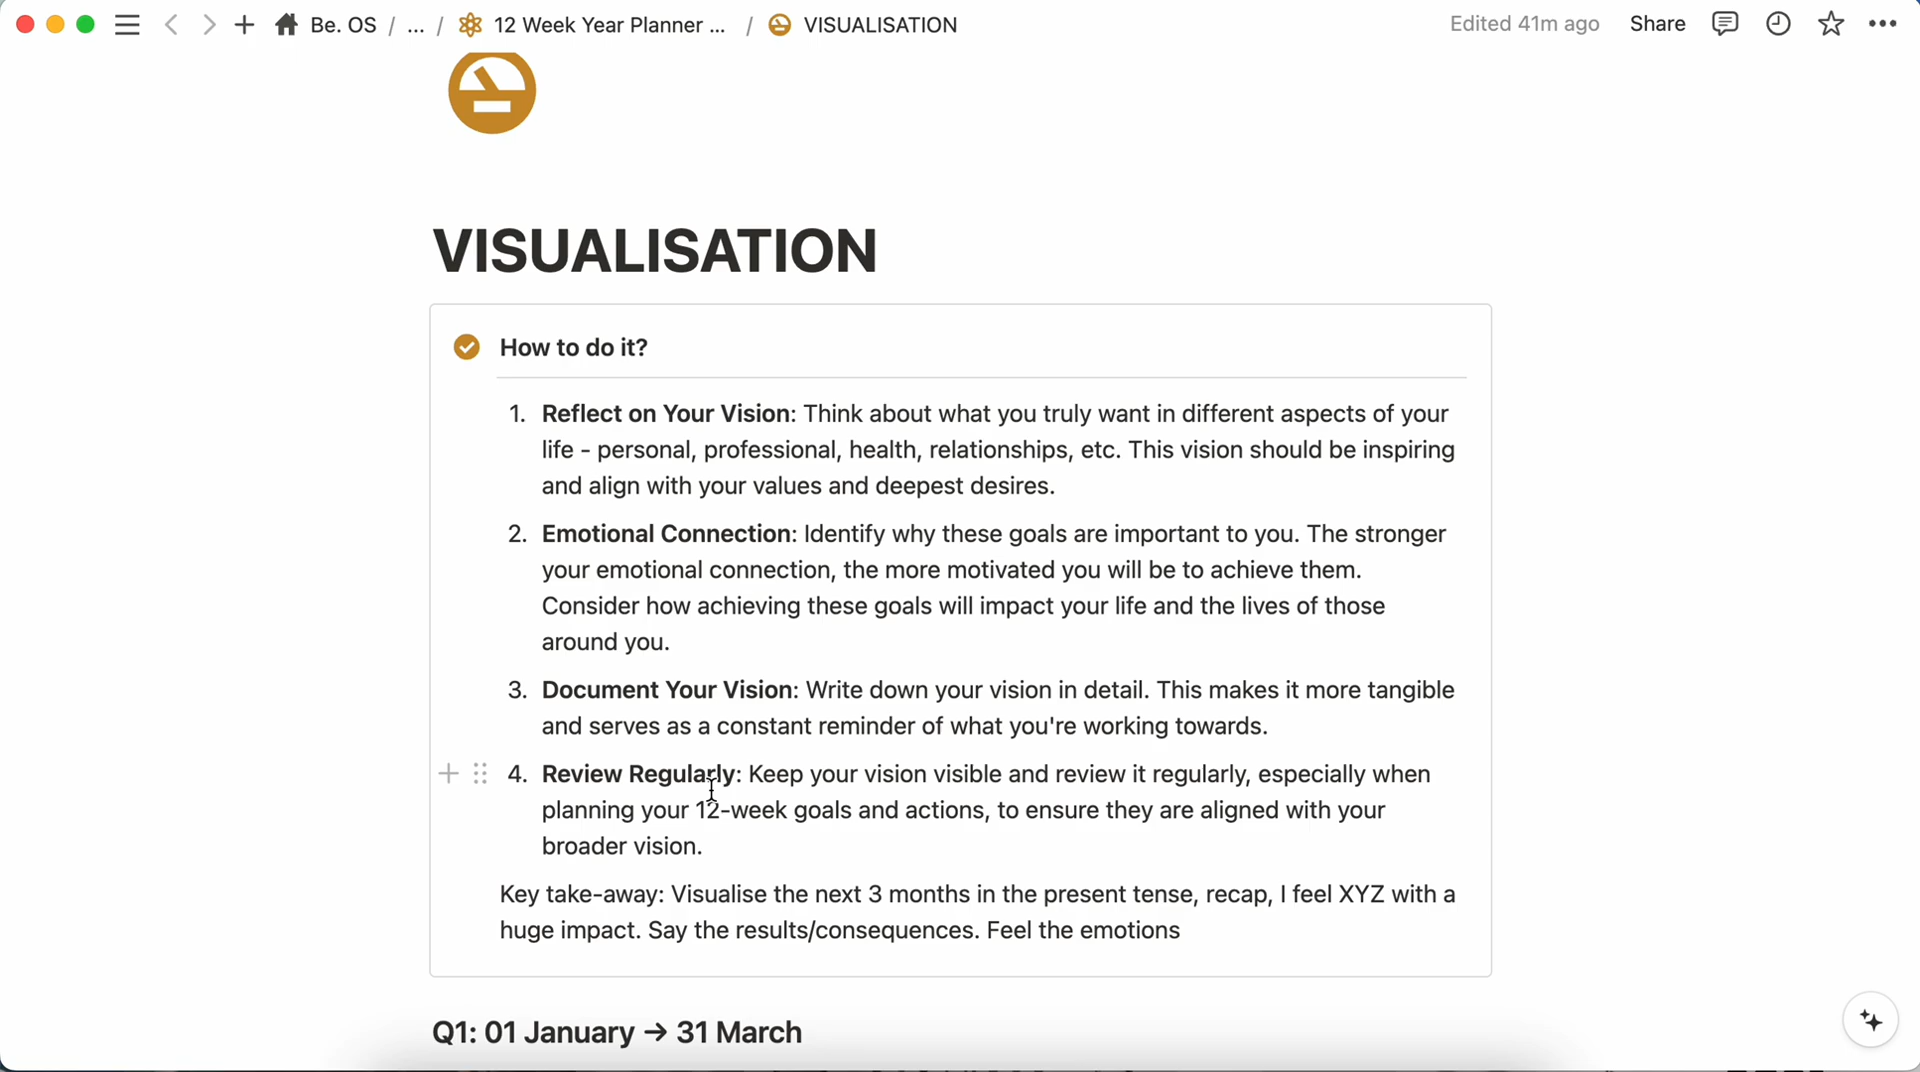 Be. OS / ... / 12 Week Year Planner ... / VISUALISATION
Edited 41m ago Share
VISUALISATION
How to do it?
1. Reflect on Your Vision: Think about what you truly want in different aspects of your
life - personal, professional, health, relationships, etc. This vision should be inspiring
and align with your values and deepest desires.
2. Emotional Connection: Identify why these goals are important to you. The stronger
your emotional connection, the more motivated you will be to achieve them.
Consider how achieving these goals will impact your life and the lives of those
around you.
3. Document Your Vision: Write down your vision in detail. This makes it more tangible
and serves as a constant reminder of what you're working towards.
4. Review Regularly: Keep your vision visible and review it regularly, especially when
planning your 12-week goals and actions, to ensure they are aligned with your
broader vision.
Key take-away: Visualise the next 3 months in the present tense, recap, I feel XYZ with a
huge impact. Say the results/consequences. Feel the emotions
Q1: 01 January → 31 March